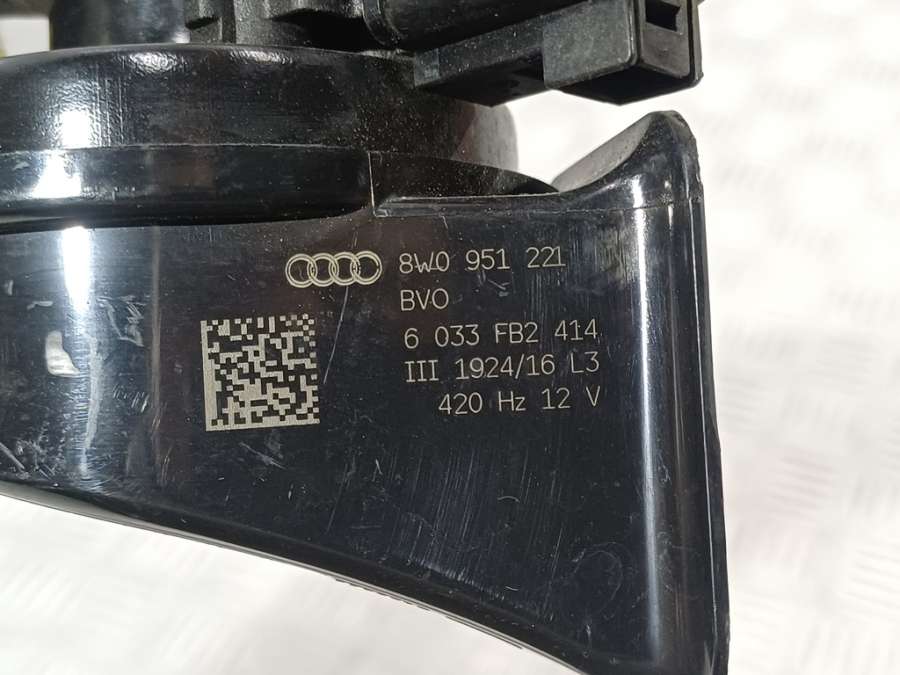 8W0 951 221
BVO
6 033 FB2 414
III 1924/16 L3
420 Hz 12 V